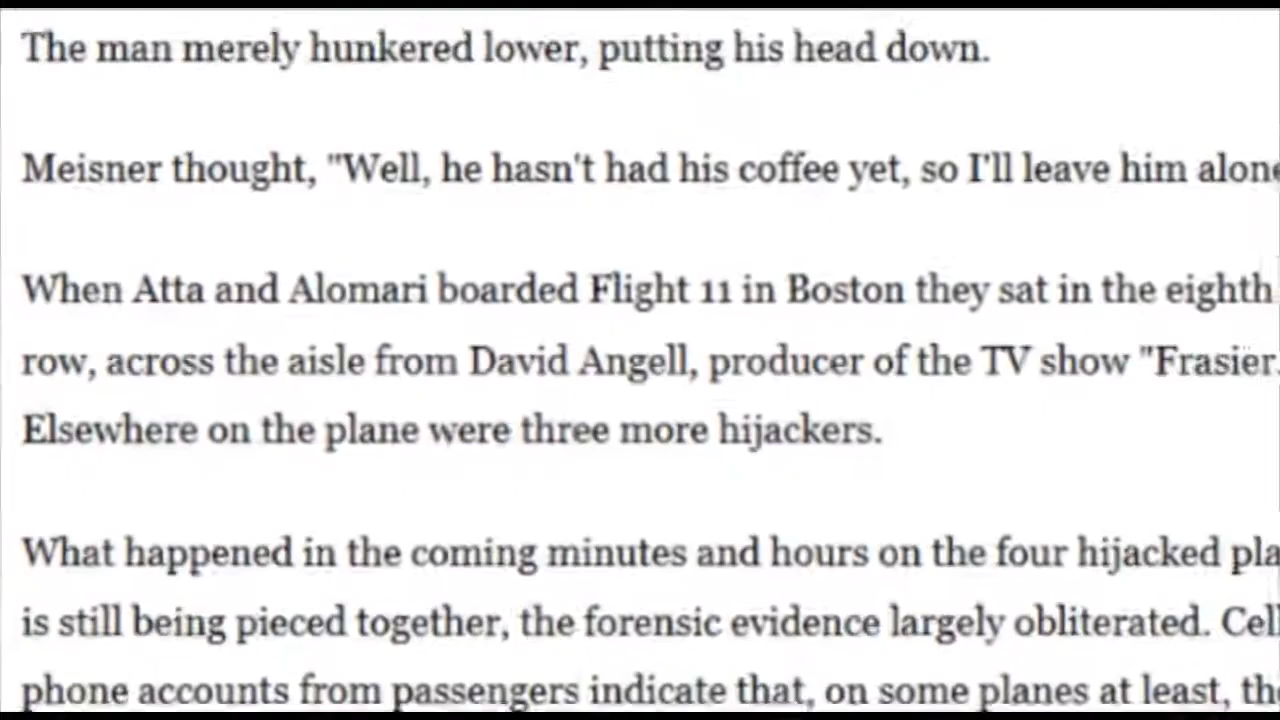 The man merely hunkered lower, putting his head down.
Meisner thought, "Well, he hasn't had his coffee yet, so I'll leave him alone
When Atta and Alomari boarded Flight 11 in Boston they sat in the eighth
row, across the aisle from David Angell, producer of the TV show "Frasier.
Elsewhere on the plane were three more hijackers.
What happened in the coming minutes and hours on the four hijacked
is still being pieced together, the forensic evidence largely obliterated. Cell
phone accounts from passengers indicate that, on some planes at least,